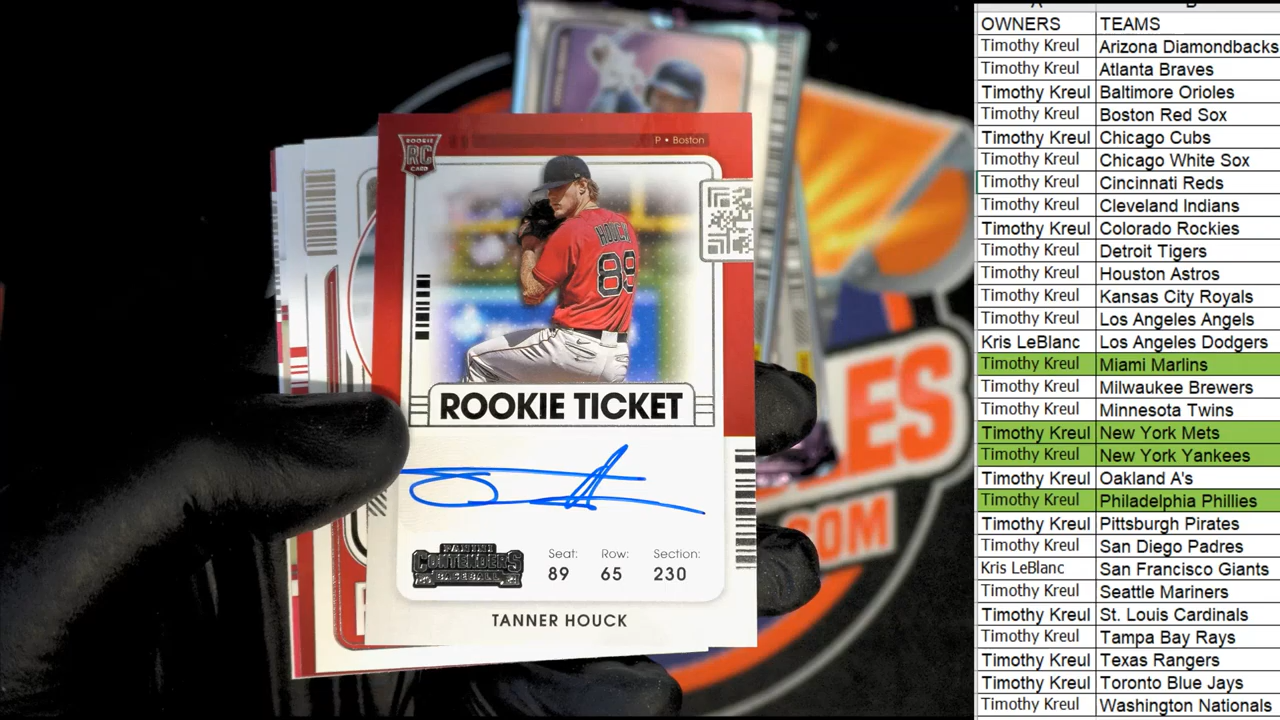 ROOKIE
RC
CARD
P • Boston
HOUCK
89
ROOKIE TICKET
PANINI
CONTENDERS
BASEBALL
Seat: Row: Section:
89 65 230
TANNER HOUCK
ES
.COM
OWNERS TEAMS
Timothy Kreul Arizona Diamondbacks
Timothy Kreul Atlanta Braves
Timothy Kreul Baltimore Orioles
Timothy Kreul Boston Red Sox
Timothy Kreul Chicago Cubs
Timothy Kreul Chicago White Sox
Timothy Kreul Cincinnati Reds
Timothy Kreul Cleveland Indians
Timothy Kreul Colorado Rockies
Timothy Kreul Detroit Tigers
Timothy Kreul Houston Astros
Timothy Kreul Kansas City Royals
Timothy Kreul Los Angeles Angels
Kris LeBlanc Los Angeles Dodgers
Timothy Kreul Miami Marlins
Timothy Kreul Milwaukee Brewers
Timothy Kreul Minnesota Twins
Timothy Kreul New York Mets
Timothy Kreul New York Yankees
Timothy Kreul Oakland A's
Timothy Kreul Philadelphia Phillies
Timothy Kreul Pittsburgh Pirates
Timothy Kreul San Diego Padres
Kris LeBlanc San Francisco Giants
Timothy Kreul Seattle Mariners
Timothy Kreul St. Louis Cardinals
Timothy Kreul Tampa Bay Rays
Timothy Kreul Texas Rangers
Timothy Kreul Toronto Blue Jays
Timothy Kreul Washington Nationals